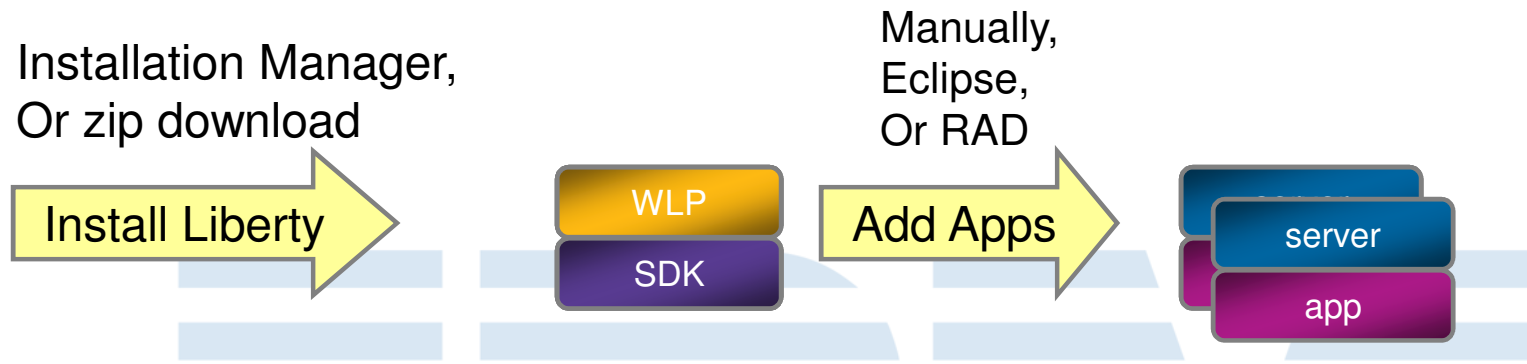 Installation Manager,
Or zip download
Install Liberty
WLP
SDK
Manually,
Eclipse,
Or RAD
Add Apps
server
app